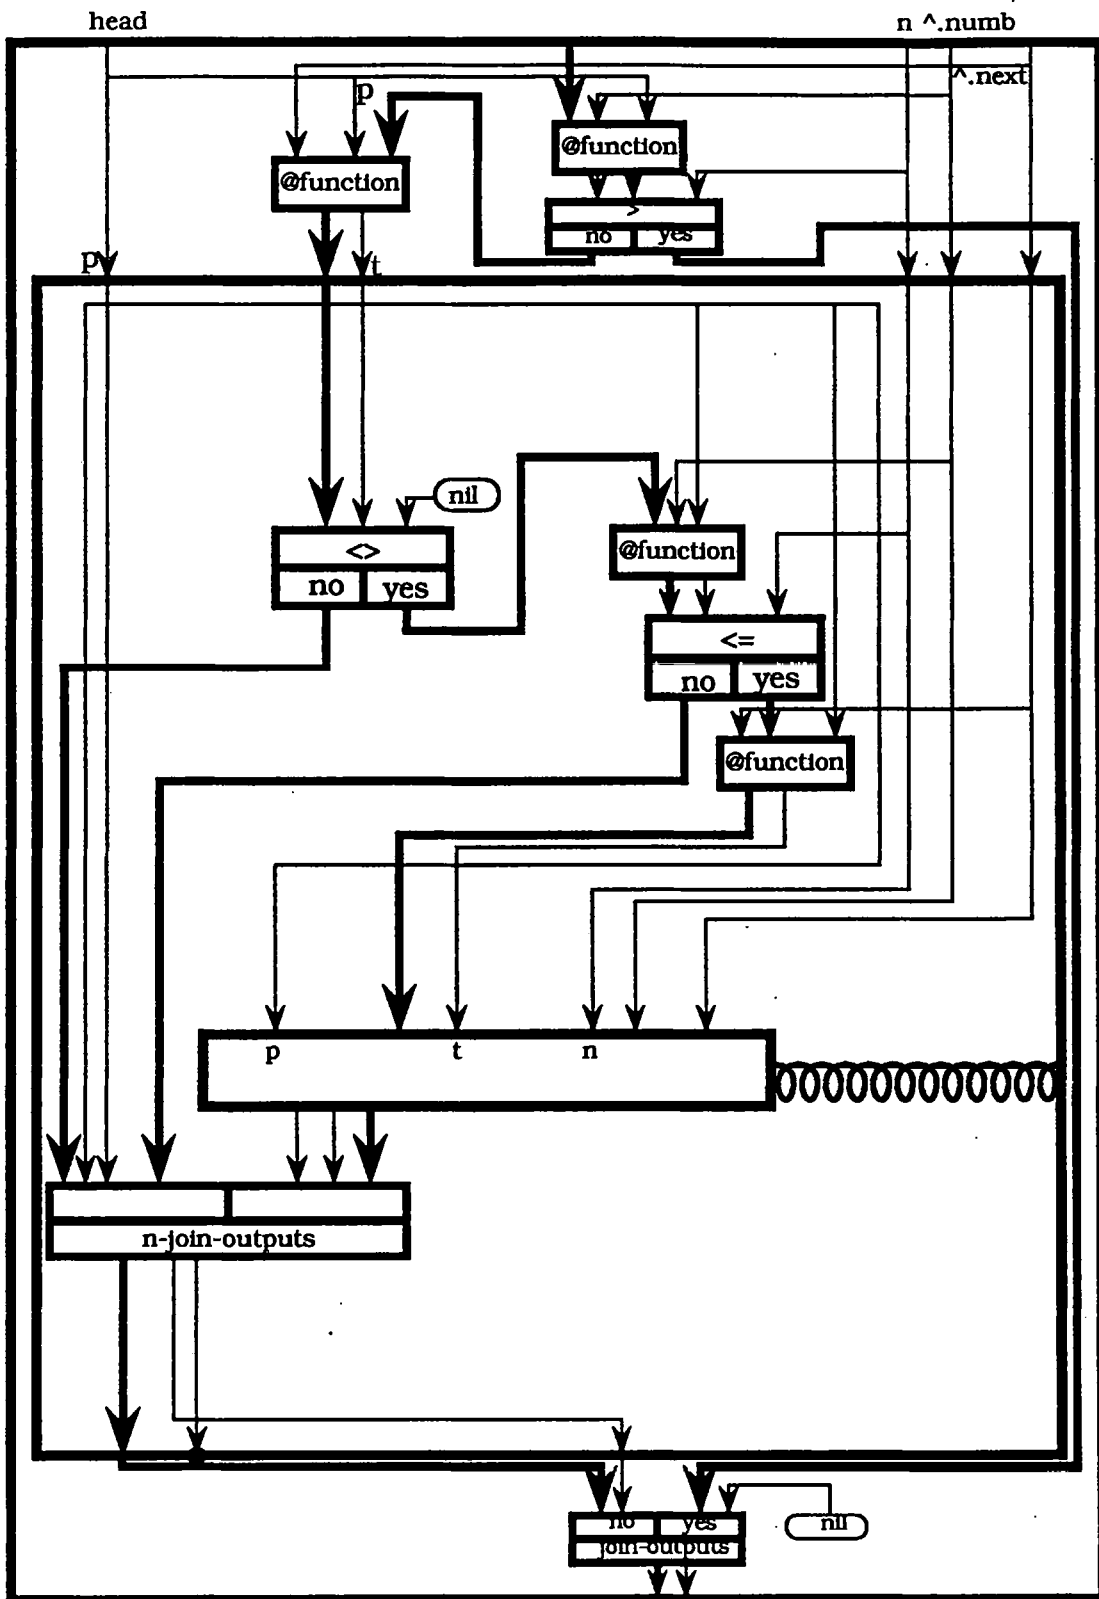 head
n ^.numb
^.next
p
@function
@function
>
no yes
p
t
nil
<>
no yes
@function
<=
no yes
@function
p t n
n-join-outputs
no yes
nil
join-outputs